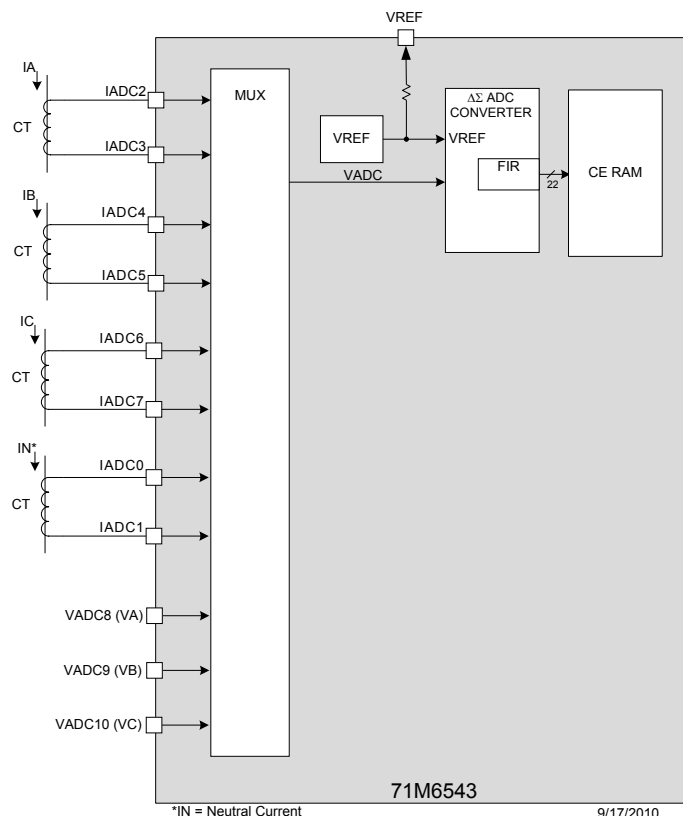 VREF
IA
IADC2
CT
IADC3
MUX
VREF
ΔΣ ADC
CONVERTER
VREF
FIR
22
CE RAM
VADC
IB
IADC4
CT
IADC5
IC
IADC6
CT
IADC7
IN*
IADC0
CT
IADC1
VADC8 (VA)
VADC9 (VB)
VADC10 (VC)
71M6543
*IN = Neutral Current
9/17/2010